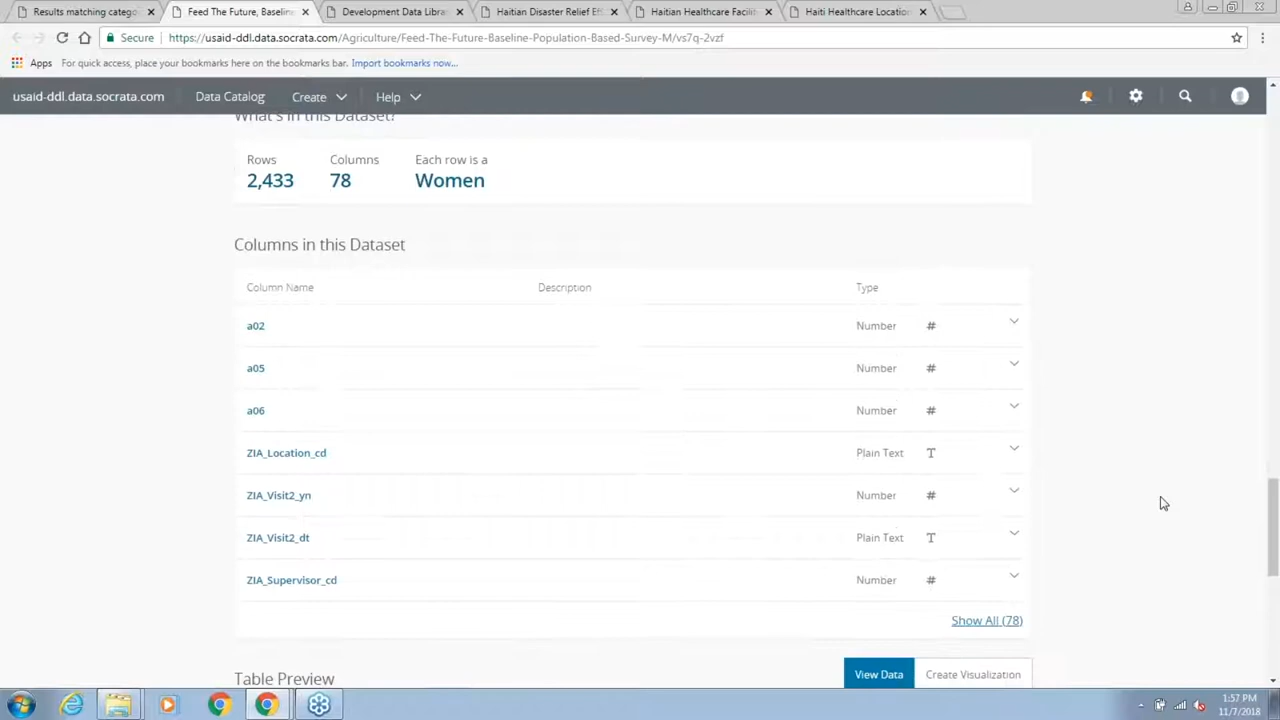 Results matching categ
Feed The Future, Baseline
Development Data Librar
Haitian Disaster Relief Eff
Haitian Healthcare Facilit
Haiti Healthcare Location
Secure
https://usaid-ddl.data.socrata.com/Agriculture/Feed-The-Future-Baseline-Population-Based-Survey-M/vs7q-2vzf
Apps For quick access, place your bookmarks here on the bookmarks bar. Import bookmarks now...
usaid-ddl.data.socrata.com Data Catalog Create Help
What's in this Dataset?
Rows Columns Each row is a
2,433 78 Women
Columns in this Dataset
Column Name Description Type
a02 Number #
a05 Number #
a06 Number #
ZIA_Location_cd Plain Text T
ZIA_Visit2_yn Number #
ZIA_Visit2_dt Plain Text T
ZIA_Supervisor_cd Number #
Show All (78)
Table Preview View Data Create Visualization
1:57 PM
11/7/2018